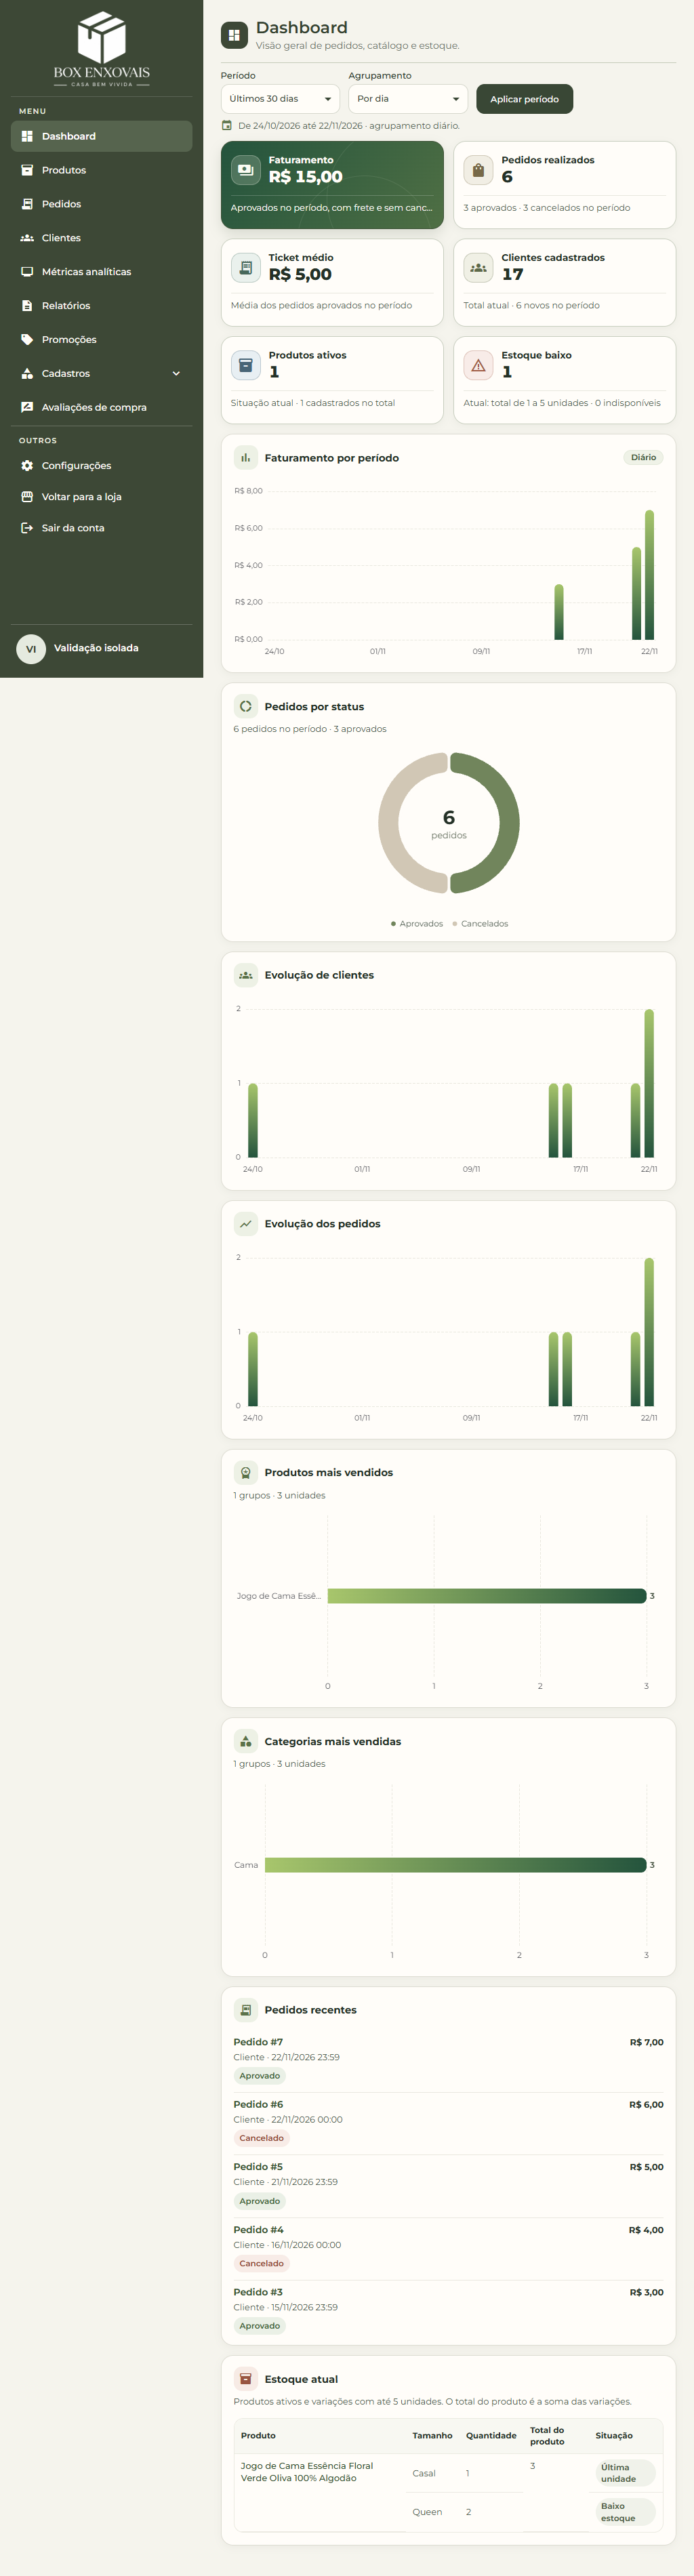 BOX ENXOVAIS
CASA BEM VIVIDA
MENU
Dashboard
Produtos
Pedidos
Clientes
Métricas analíticas
Relatórios
Promoções
Cadastros
Avaliações de compra
OUTROS
Configurações
Voltar para a loja
Sair da conta
VI
Validação isolada
Dashboard
Visão geral de pedidos, catálogo e estoque.
Período
Agrupamento
Últimos 30 dias
Por dia
Aplicar período
De 24/10/2026 até 22/11/2026 · agrupamento diário.
Faturamento
R$ 15,00
Aprovados no período, com frete e sem canc...
Pedidos realizados
6
3 aprovados · 3 cancelados no período
Ticket médio
R$ 5,00
Média dos pedidos aprovados no período
Clientes cadastrados
17
Total atual · 6 novos no período
Produtos ativos
1
Situação atual · 1 cadastrados no total
Estoque baixo
1
Atual: total de 1 a 5 unidades · 0 indisponíveis
Faturamento por período
Diário
R$ 8,00
R$ 6,00
R$ 4,00
R$ 2,00
R$ 0,00
24/10 01/11 09/11 17/11 22/11
Pedidos por status
6 pedidos no período · 3 aprovados
6
pedidos
Aprovados Cancelados
Evolução de clientes
2
1
0
24/10 01/11 09/11 17/11 22/11
Evolução dos pedidos
2
1
0
24/10 01/11 09/11 17/11 22/11
Produtos mais vendidos
1 grupos · 3 unidades
Jogo de Cama Essê... 3
0 1 2 3
Categorias mais vendidas
1 grupos · 3 unidades
Cama 3
0 1 2 3
Pedidos recentes
Pedido #7 R$ 7,00
Cliente · 22/11/2026 23:59
Aprovado
Pedido #6 R$ 6,00
Cliente · 22/11/2026 00:00
Cancelado
Pedido #5 R$ 5,00
Cliente · 21/11/2026 23:59
Aprovado
Pedido #4 R$ 4,00
Cliente · 16/11/2026 00:00
Cancelado
Pedido #3 R$ 3,00
Cliente · 15/11/2026 23:59
Aprovado
Estoque atual
Produtos ativos e variações com até 5 unidades. O total do produto é a soma das variações.
Produto Tamanho Quantidade Total do produto Situação
Jogo de Cama Essência Floral
Verde Oliva 100% Algodão
Casal 1 3 Última unidade
Queen 2 Baixo estoque